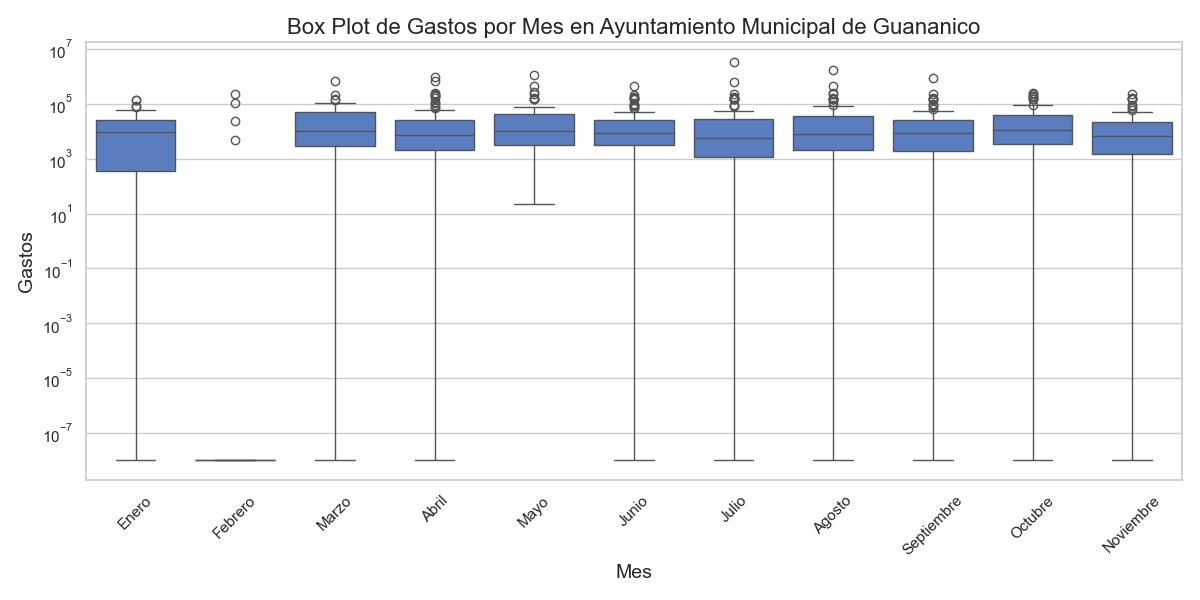 Box Plot de Gastos por Mes en Ayuntamiento Municipal de Guananico
10^7
10^5
10^3
10^1
10^−1
10^−3
10^−5
10^−7
Gastos
Enero
Febrero
Marzo
Abril
Mayo
Junio
Julio
Agosto
Septiembre
Octubre
Noviembre
Mes